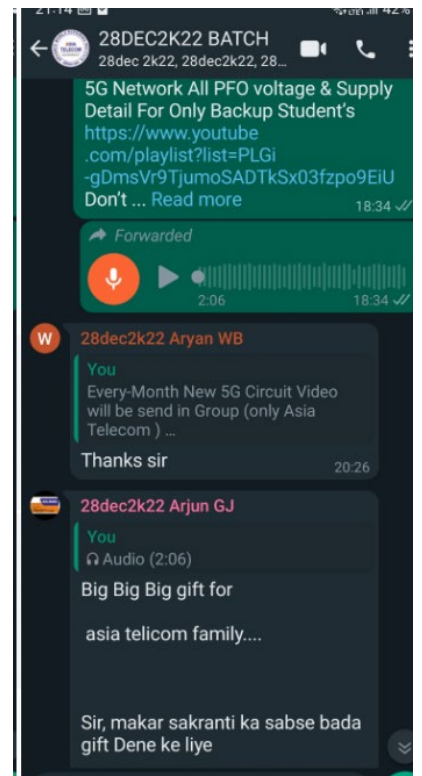 21:14
42%
28DEC2K22 BATCH
28dec 2k22, 28dec2k22, 28...
5G Network All PFO voltage & Supply
Detail For Only Backup Student's
https://www.youtube
.com/playlist?list=PLGi
-gDmsVr9TjumoSADTkSx03fzpo9EiU
Don't ... Read more
18:34
Forwarded
2:06
18:34
W
28dec2k22 Aryan WB
You
Every-Month New 5G Circuit Video
will be send in Group (only Asia
Telecom ) ...
Thanks sir
20:26
28dec2k22 Arjun GJ
You
Audio (2:06)
Big Big Big gift for
asia telicom family....
Sir, makar sakranti ka sabse bada
gift Dene ke liye